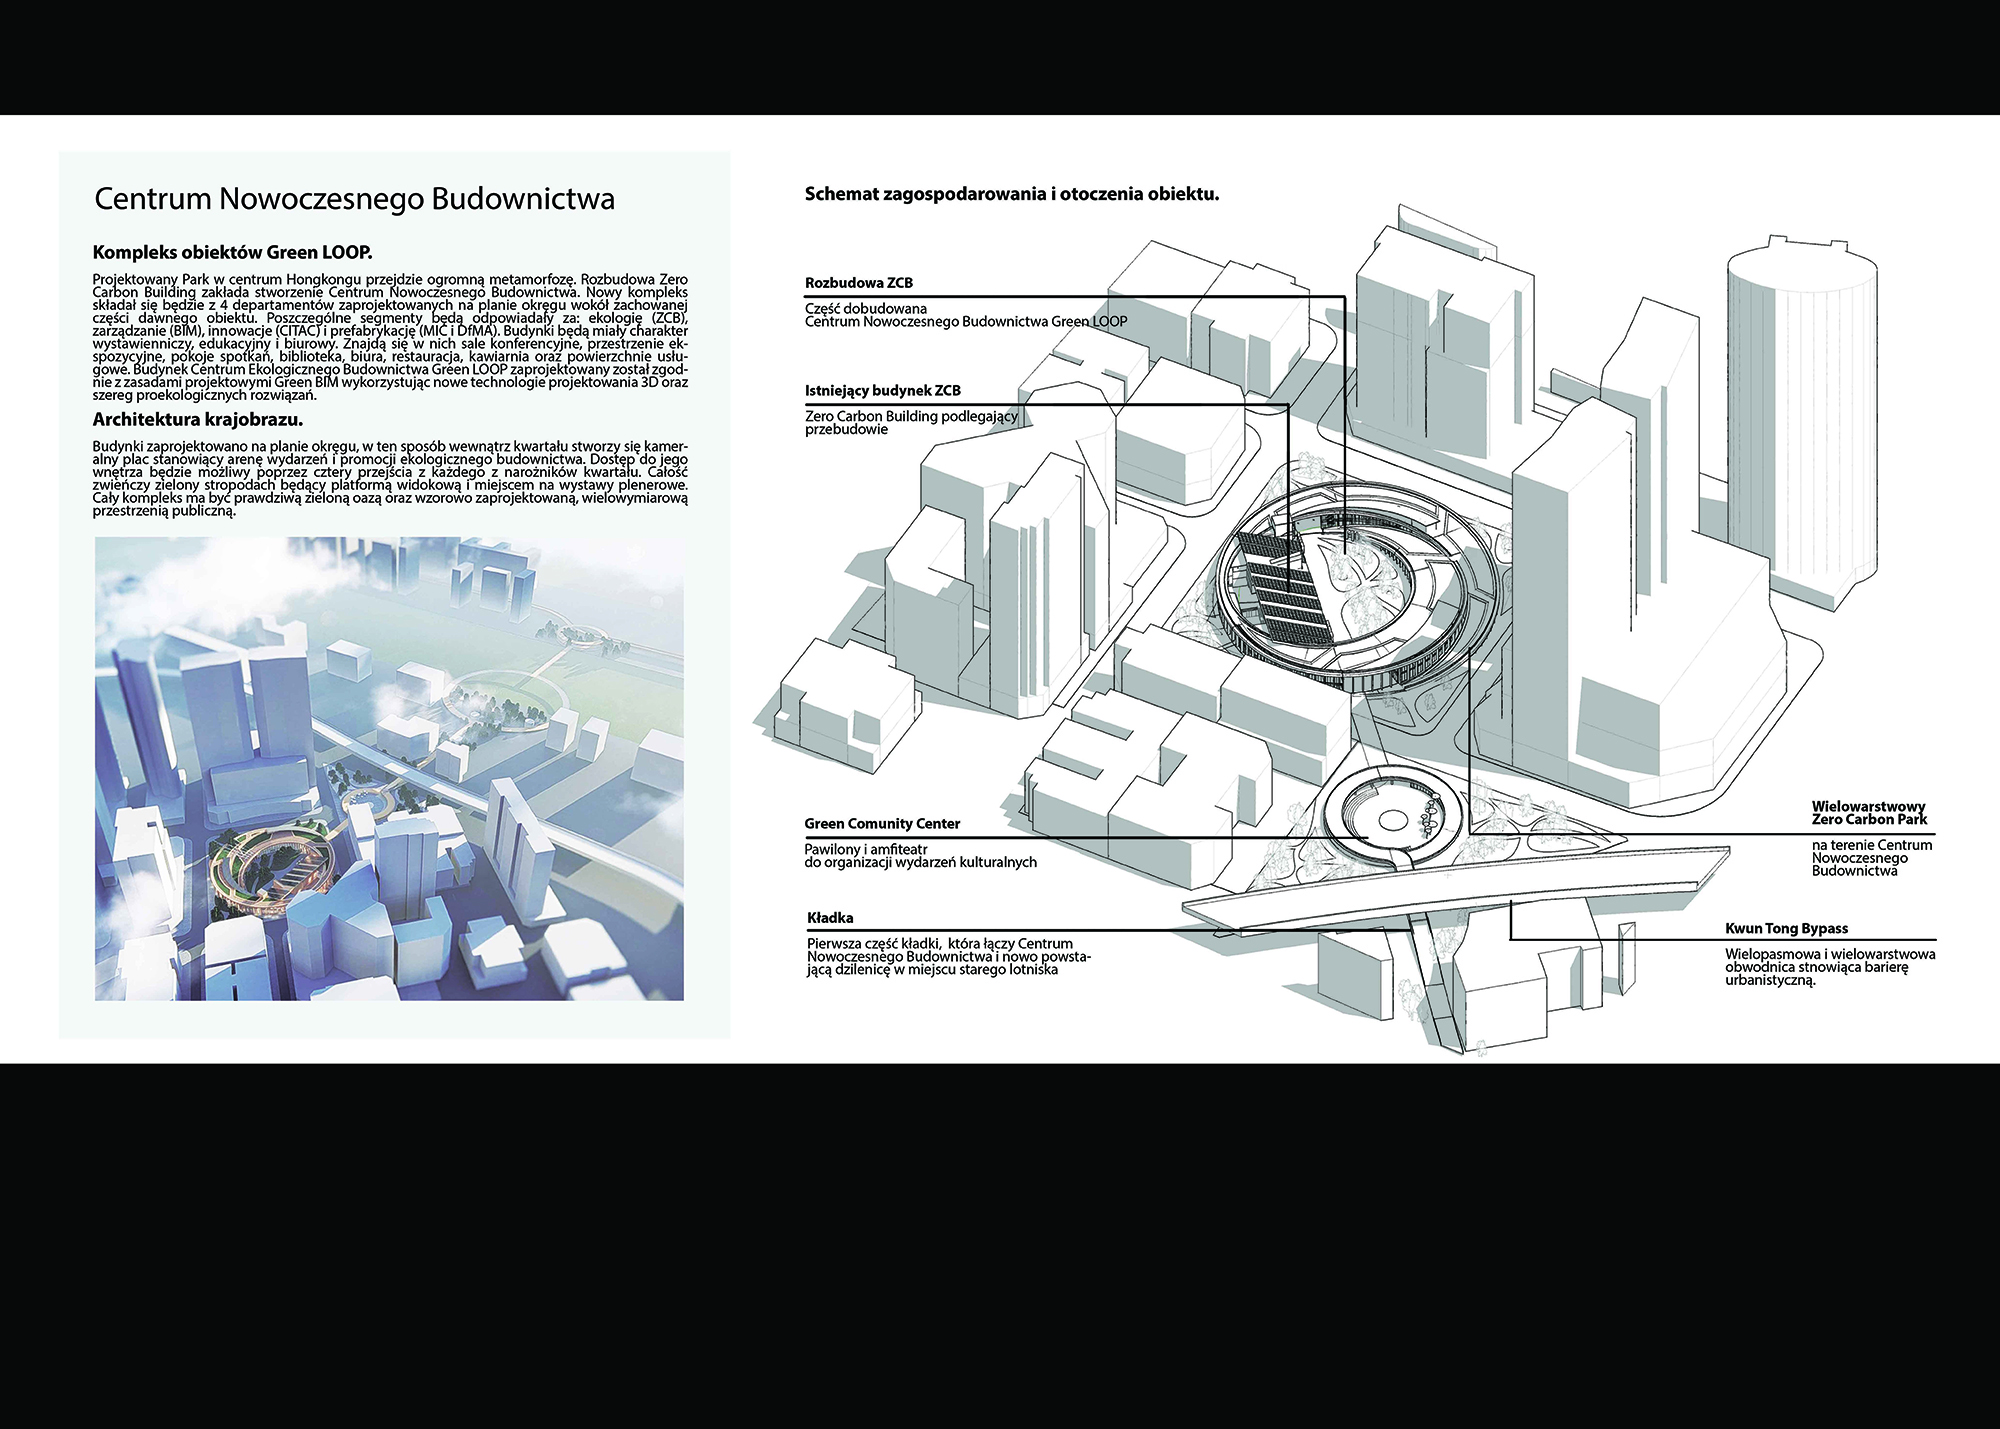 Centrum Nowoczesnego Budownictwa
Kompleks obiektów Green LOOP.
Projektowany Park w centrum Hongkongu przejdzie ogromną metamorfozę. Rozbudowa Zero
Carbon Building zakłada stworzenie Centrum Nowoczesnego Budownictwa. Nowy kompleks
składał się będzie z 4 departamentów zaprojektowanych na planie okręgu wokół zachowanej
części dawnego obiektu. Poszczególne segmenty będą odpowiadały za: ekologię (ZCB),
zarządzanie (BIM), innowacje (CITAC) i prefabrykację (MIC i DfMA). Budynki będą miały charakter
wystawienniczy, edukacyjny i biurowy. Znajdą się w nich sale konferencyjne, przestrzenie ek-
spozycyjne, pokoje spotkań, biblioteka, biura, restauracja, kawiarnia oraz powierzchnie usłu-
gowe. Budynek Centrum Ekologicznego Budownictwa Green LOOP zaprojektowany został zgod-
nie z zasadami projektowymi Green BIM wykorzystując nowe technologie projektowania 3D oraz
szereg proekologicznych rozwiązań.
Architektura krajobrazu.
Budynki zaprojektowano na planie okręgu, w ten sposób wewnątrz kwartału stworzy się kamer-
alny plac stanowiący arenę wydarzeń i promocji ekologicznego budownictwa. Dostęp do jego
wnętrza będzie możliwy poprzez cztery przejścia z każdego z narożników kwartału. Całość
zwieńczy zielony stropodach będący platformą widokową i miejscem na wystawy plenerowe.
Cały kompleks ma być prawdziwą zieloną oazą oraz wzorowo zaprojektowaną, wielowymiarową
przestrzenią publiczną.
Schemat zagospodarowania i otoczenia obiektu.
Rozbudowa ZCB
Część dobudowana
Centrum Nowoczesnego Budownictwa Green LOOP
Istniejący budynek ZCB
Zero Carbon Building podlegający
przebudowie
Green Comunity Center
Pawilony i amfiteatr
do organizacji wydarzeń kulturalnych
Kładka
Pierwsza część kładki, która łączy Centrum
Nowoczesnego Budownictwa i nowo powsta-
jącą dzilenicę w miejscu starego lotniska
Wielowarstwowy
Zero Carbon Park
na terenie Centrum
Nowoczesnego
Budownictwa
Kwun Tong Bypass
Wielopasmowa i wielowarstwowa
obwodnica stnowiąca barierę
urbanistyczną.